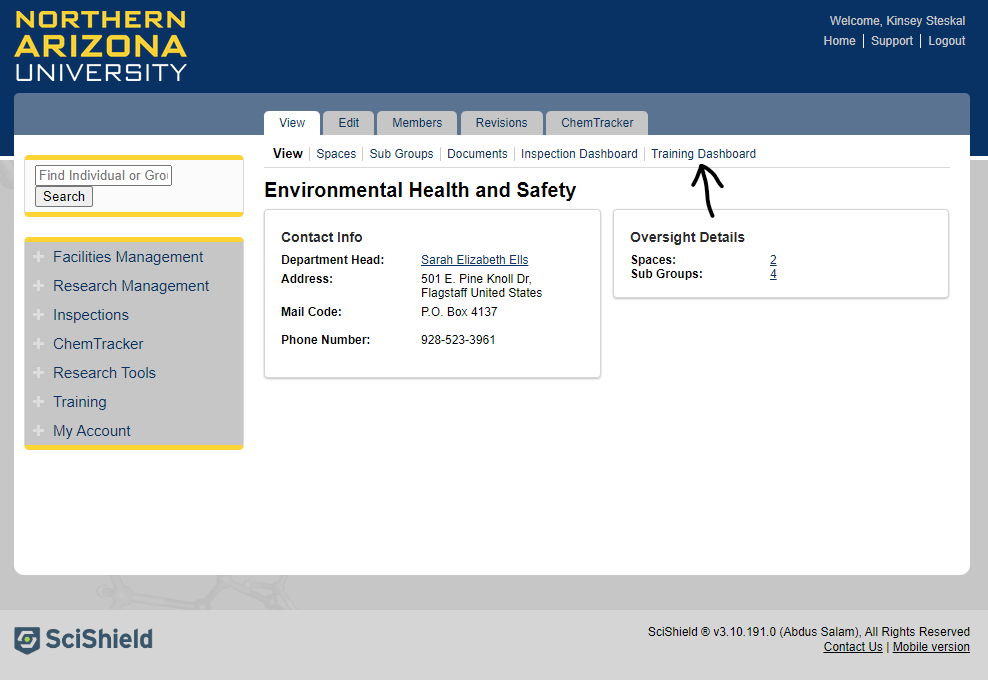 NORTHERN
ARIZONA
UNIVERSITY
Welcome, Kinsey Steskal
Home | Support | Logout
View Edit Members Revisions ChemTracker
View | Spaces | Sub Groups | Documents | Inspection Dashboard | Training Dashboard
Find Individual or Grou
Search
Facilities Management
Research Management
Inspections
ChemTracker
Research Tools
Training
My Account
Environmental Health and Safety
Contact Info
Department Head: Sarah Elizabeth Ells
Address: 501 E. Pine Knoll Dr,
Flagstaff United States
Mail Code: P.O. Box 4137
Phone Number: 928-523-3961
Oversight Details
Spaces: 2
Sub Groups: 4
SciShield
SciShield ® v3.10.191.0 (Abdus Salam), All Rights Reserved
Contact Us | Mobile version